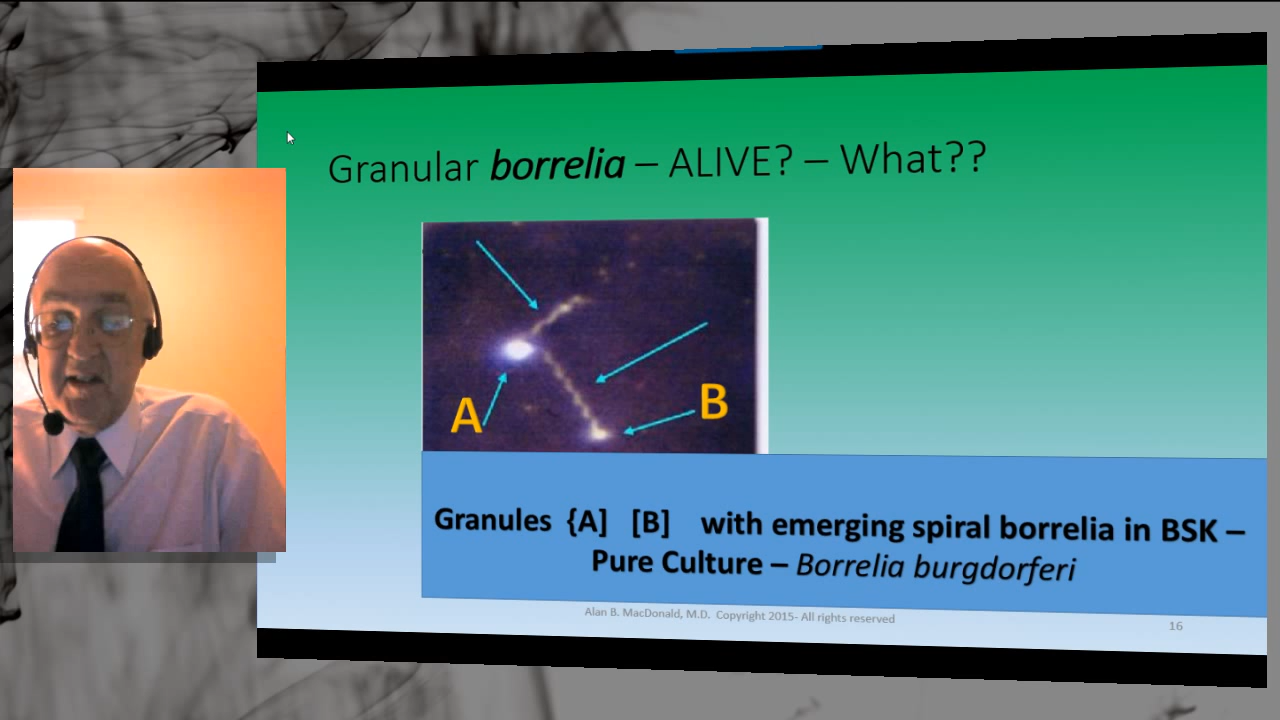 Granular borrelia – ALIVE? – What??
A
B
Granules {A] [B] with emerging spiral borrelia in BSK –
Pure Culture – Borrelia burgdorferi
Alan B. MacDonald, M.D. Copyright 2015- All rights reserved
16